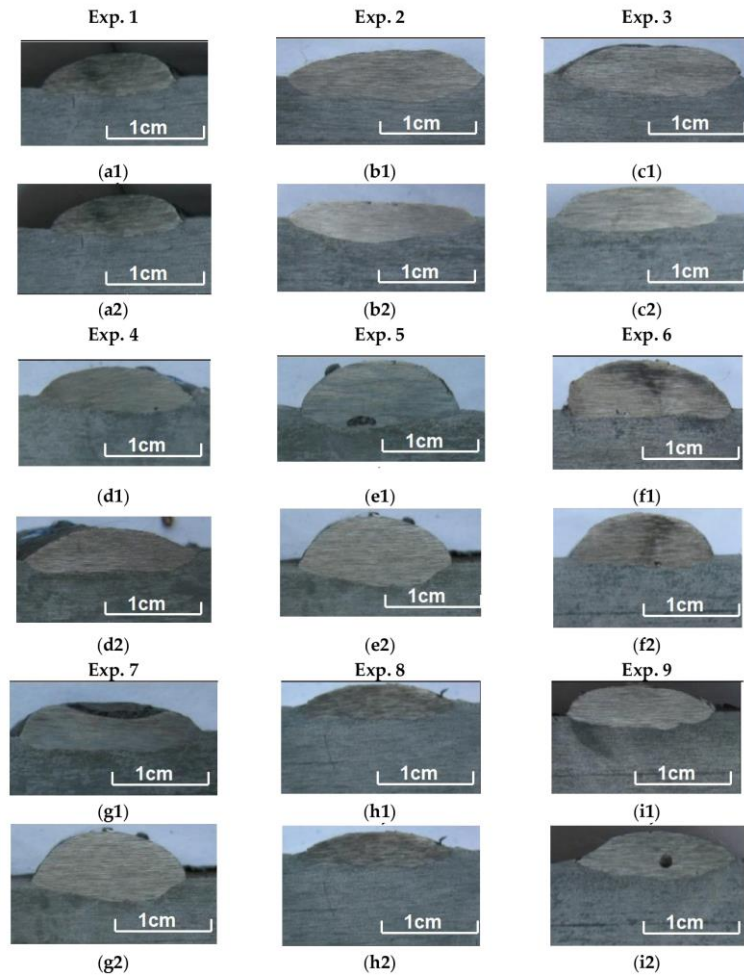 Exp. 1 Exp. 2 Exp. 3
1cm 1cm 1cm
(a1) (b1) (c1)
1cm 1cm 1cm
(a2) (b2) (c2)
Exp. 4 Exp. 5 Exp. 6
1cm 1cm 1cm
(d1) (e1) (f1)
1cm 1cm 1cm
(d2) (e2) (f2)
Exp. 7 Exp. 8 Exp. 9
1cm 1cm 1cm
(g1) (h1) (i1)
1cm 1cm 1cm
(g2) (h2) (i2)